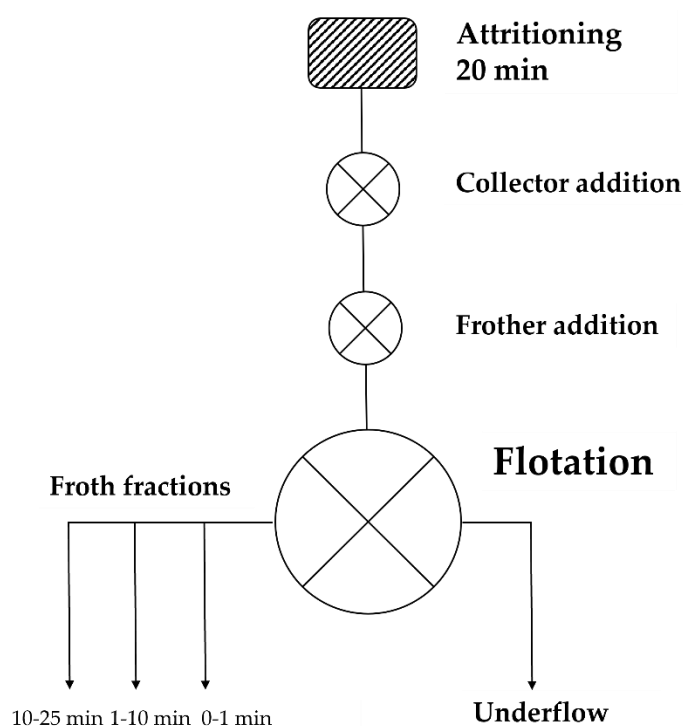 Attritioning
20 min
Collector addition
Frother addition
Flotation
Froth fractions
10-25 min 1-10 min 0-1 min
Underflow